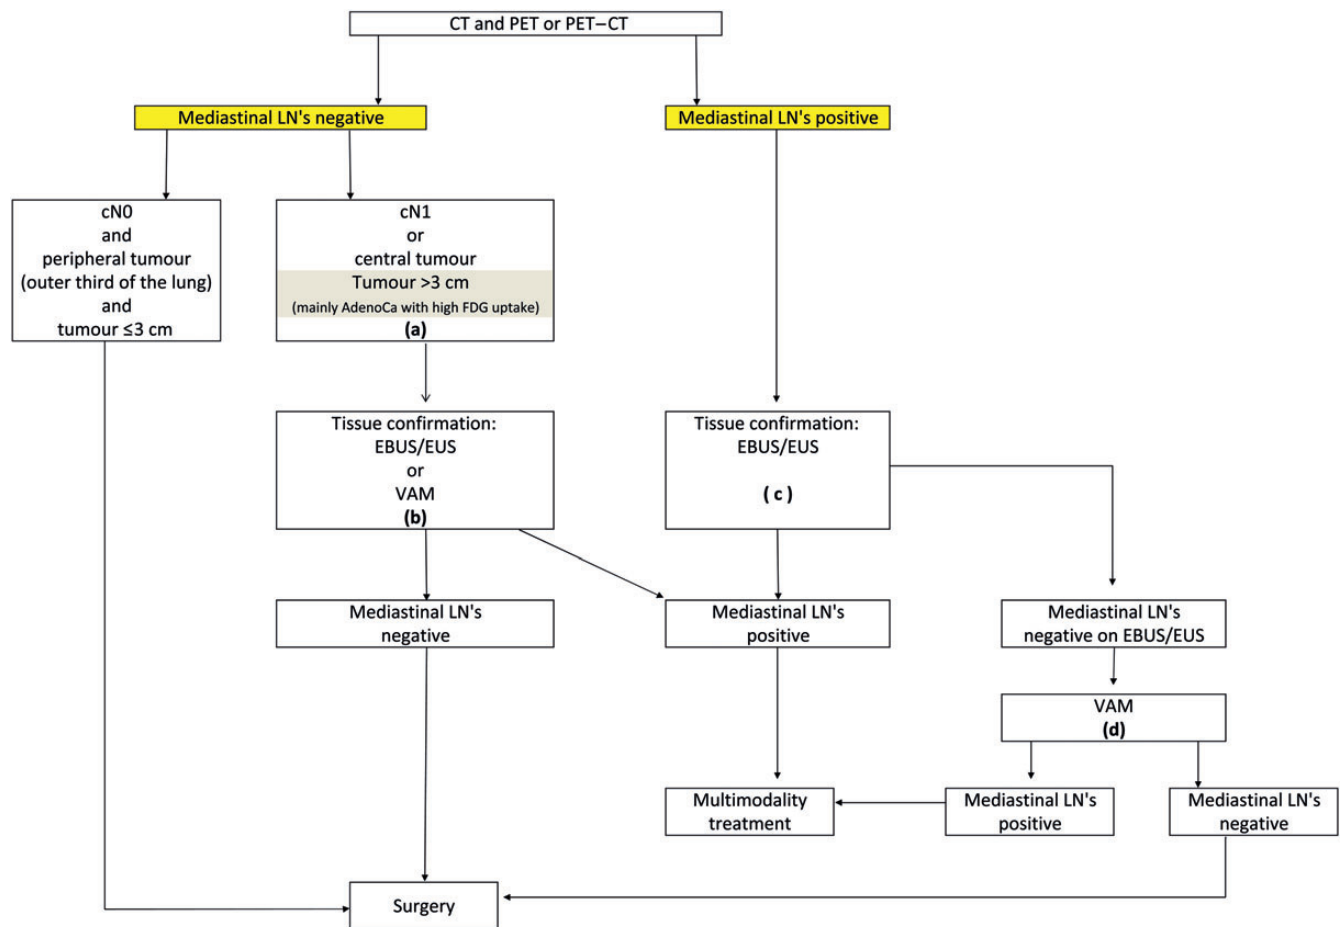 CT and PET or PET–CT
Mediastinal LN's negative
Mediastinal LN's positive
cN0
and
peripheral tumour
(outer third of the lung)
and
tumour ≤3 cm
cN1
or
central tumour
Tumour >3 cm
(mainly AdenoCa with high FDG uptake)
(a)
Tissue confirmation:
EBUS/EUS
or
VAM
(b)
Tissue confirmation:
EBUS/EUS
( c )
Mediastinal LN's
negative
Mediastinal LN's
positive
Mediastinal LN's
negative on EBUS/EUS
VAM
(d)
Multimodality
treatment
Mediastinal LN's
positive
Mediastinal LN's
negative
Surgery